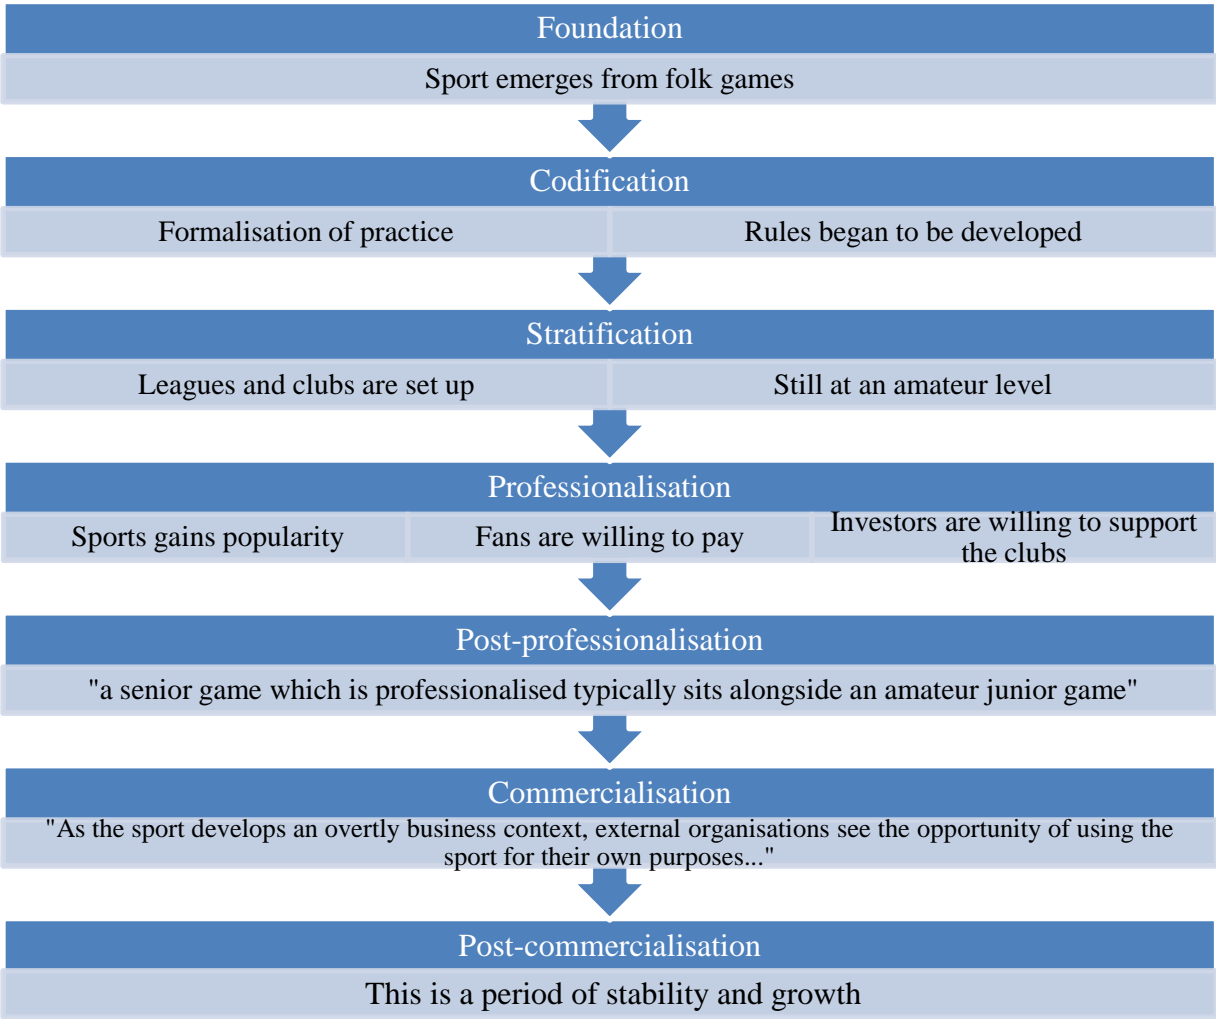 Foundation
Sport emerges from folk games
Codification
Formalisation of practice
Rules began to be developed
Stratification
Leagues and clubs are set up
Still at an amateur level
Professionalisation
Sports gains popularity
Fans are willing to pay
Investors are willing to support
the clubs
Post-professionalisation
"a senior game which is professionalised typically sits alongside an amateur junior game"
Commercialisation
"As the sport develops an overtly business context, external organisations see the opportunity of using the
sport for their own purposes..."
Post-commercialisation
This is a period of stability and growth